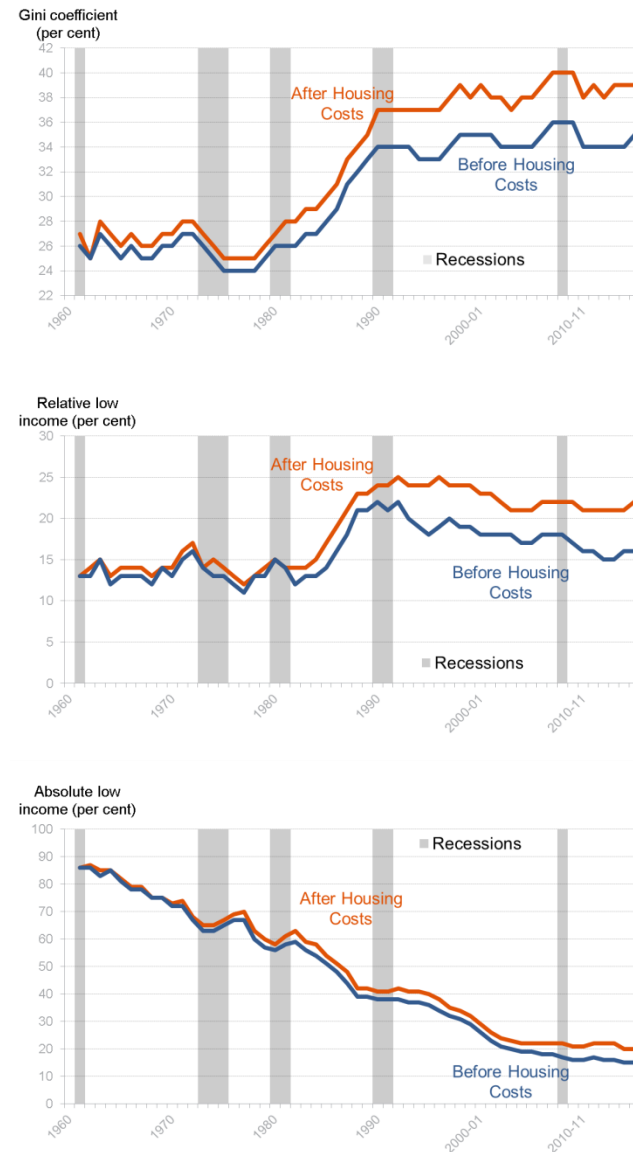 Gini coefficient
(per cent)
42
40
38
36
34
32
30
28
26
24
22
After Housing
Costs
Before Housing
Costs
Recessions
1960
1970
1980
1990
2000-01
2010-11
Relative low
income (per cent)
30
25
20
15
10
5
0
After Housing
Costs
Before Housing
Costs
Recessions
1960
1970
1980
1990
2000-01
2010-11
Absolute low
income (per cent)
100
90
80
70
60
50
40
30
20
10
0
Recessions
After Housing
Costs
Before Housing
Costs
1960
1970
1980
1990
2000-01
2010-11